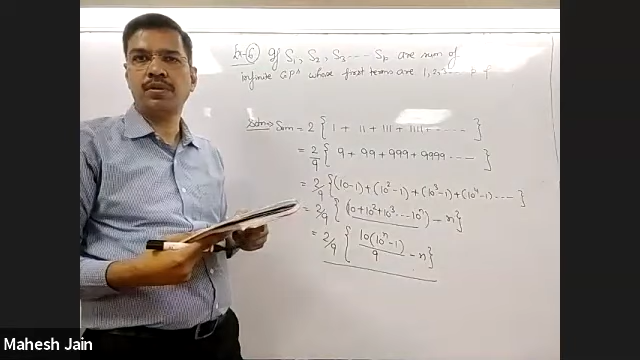 Ex-6 If S₁, S₂, S₃---- Sₚ are sum of
infinite GPs whose first terms are 1, 2, 3--- p &
Soln⇒ Sum = 2 { 1 + 11 + 111 + 1111 + ------ }
= 2/9 { 9 + 99 + 999 + 9999 ------ }
= 2/9 { (10-1) + (10²-1) + (10³-1) + (10⁴-1) ---- }
= 2/9 { (10+10²+10³----10ⁿ) - n }
= 2/9 { 10(10ⁿ-1)/9 - n }
Mahesh Jain